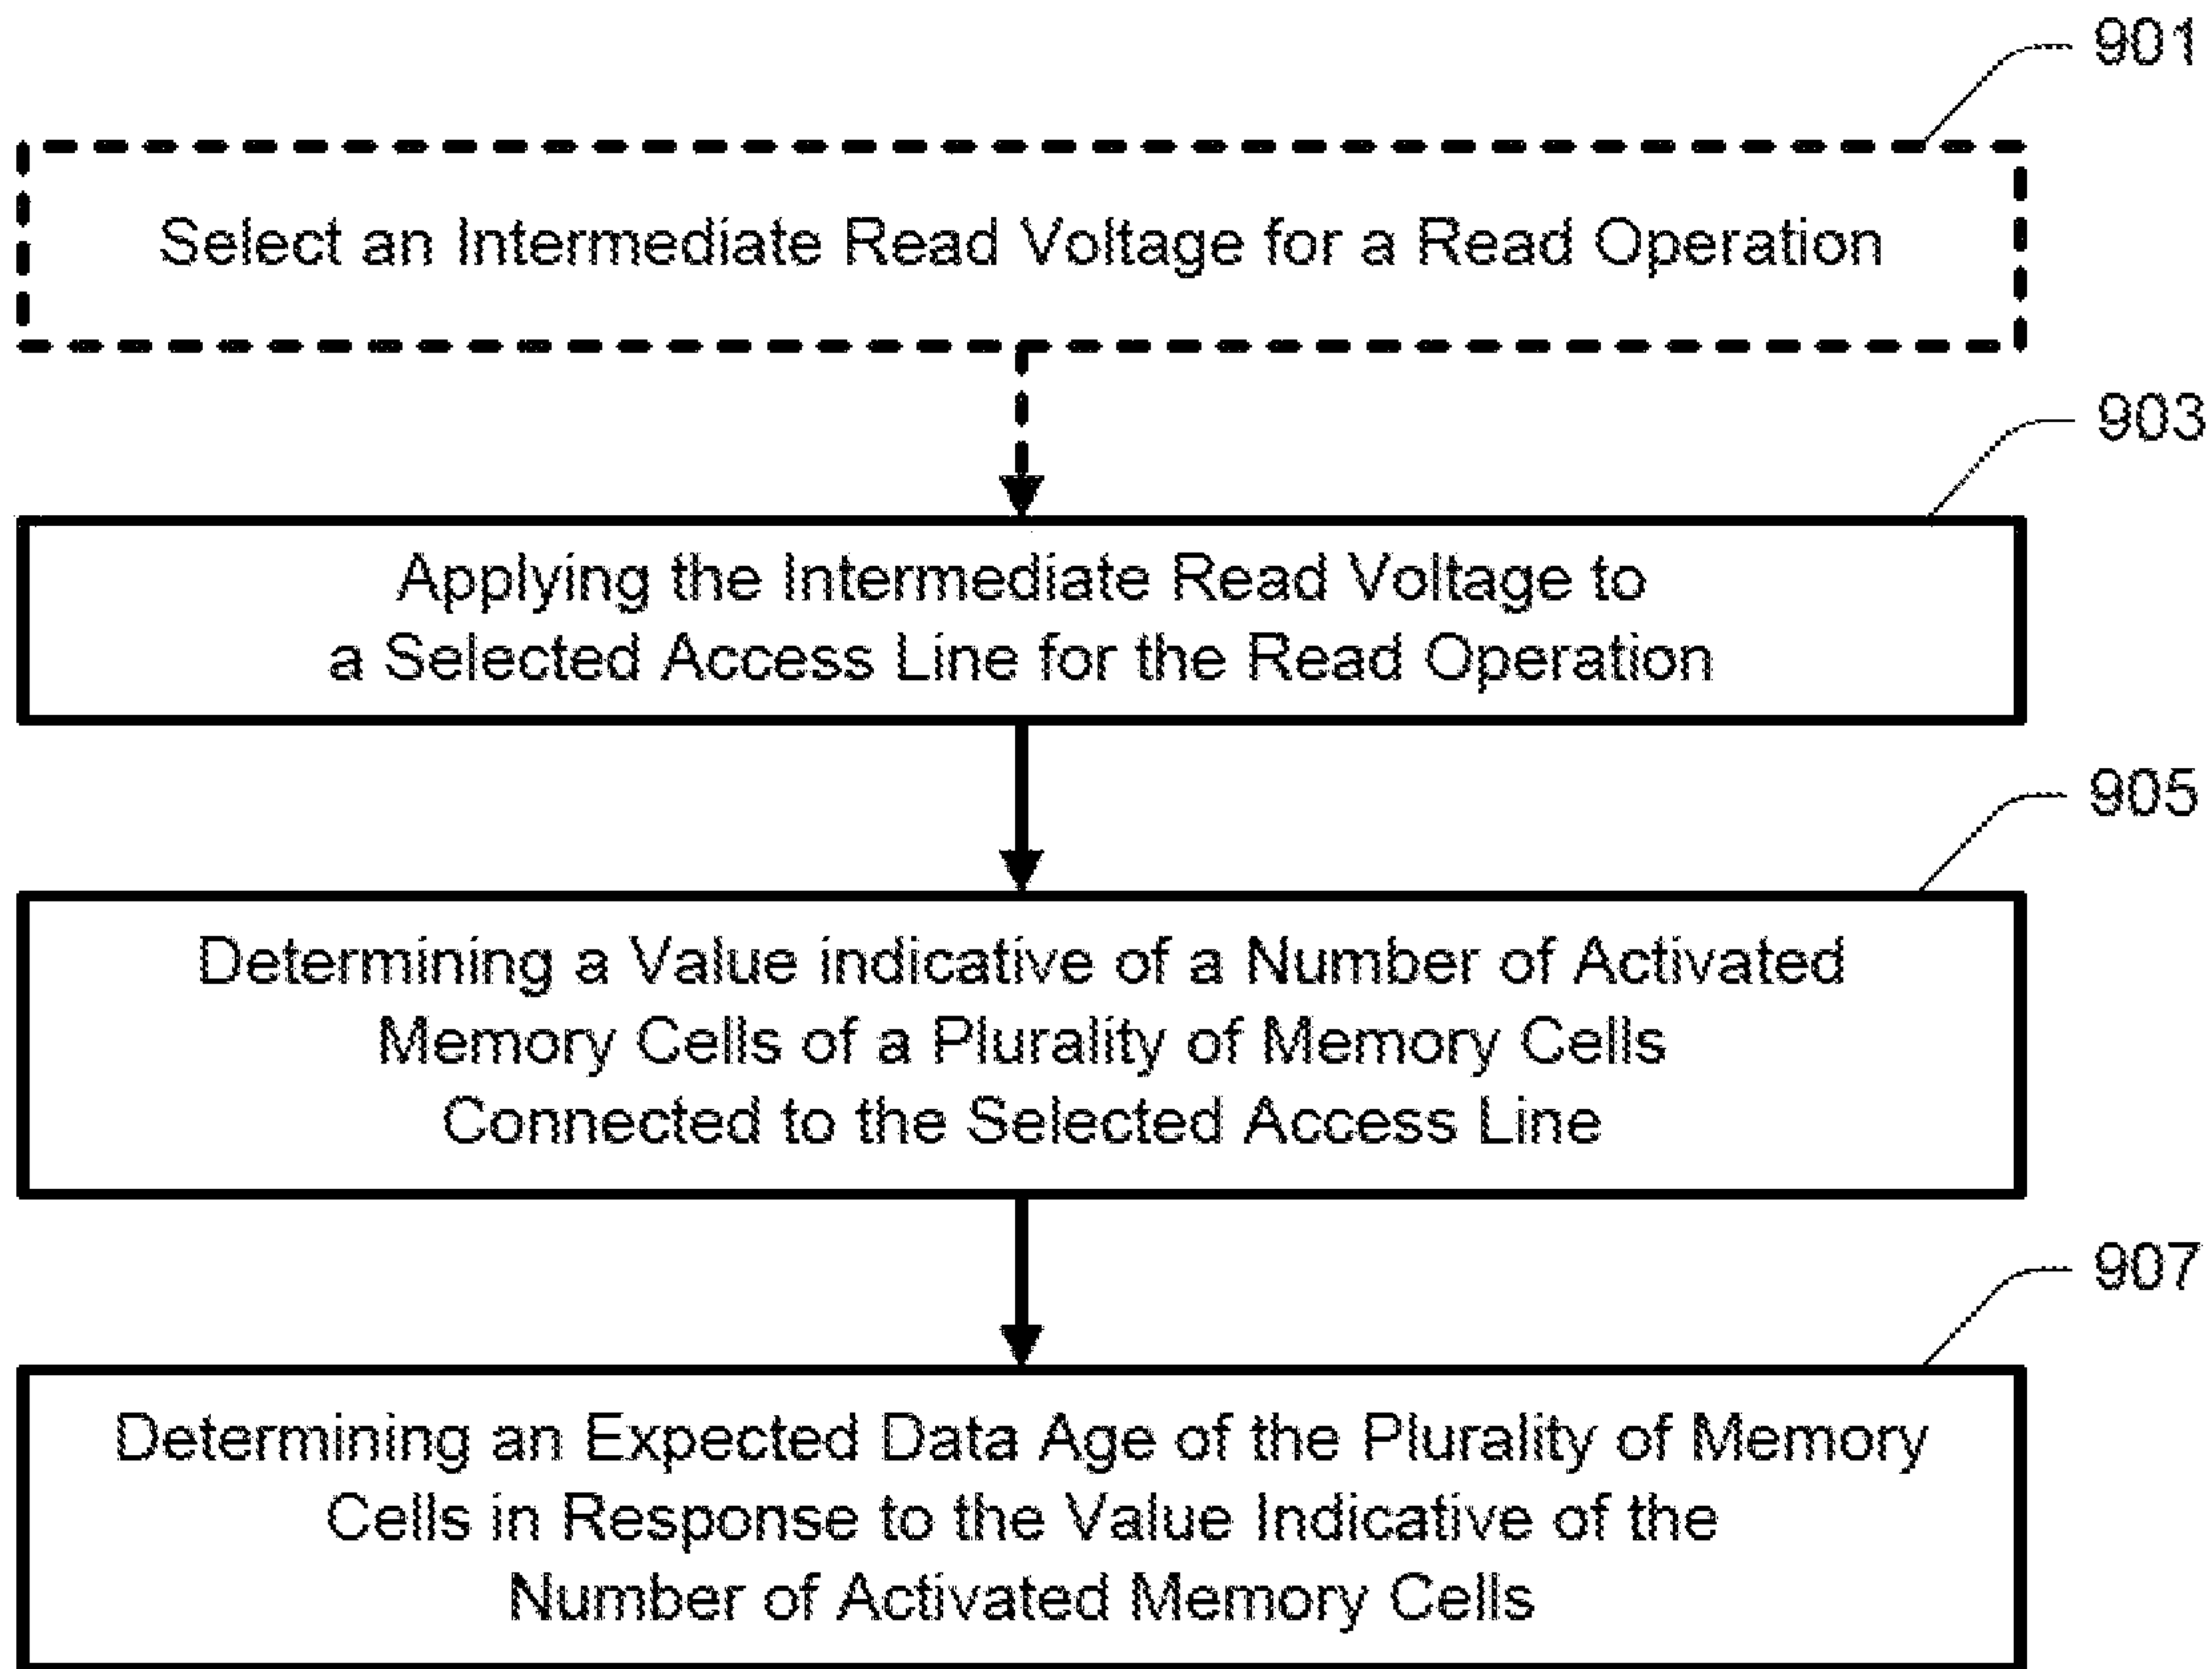 901
Select an Intermediate Read Voltage for a Read Operation
903
Applying the Intermediate Read Voltage to
a Selected Access Line for the Read Operation
905
Determining a Value indicative of a Number of Activated
Memory Cells of a Plurality of Memory Cells
Connected to the Selected Access Line
907
Determining an Expected Data Age of the Plurality of Memory
Cells in Response to the Value Indicative of the
Number of Activated Memory Cells